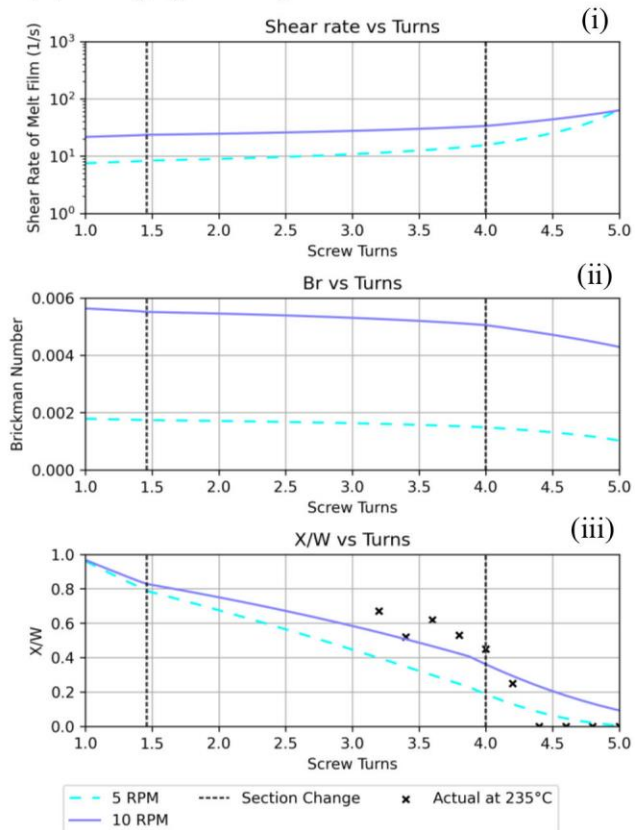 (i)
Shear rate vs Turns
Shear Rate of Melt Film (1/s)
10³
10²
10¹
10⁰
1.0 1.5 2.0 2.5 3.0 3.5 4.0 4.5 5.0
Screw Turns
(ii)
Br vs Turns
Brickman Number
0.006
0.004
0.002
0.000
1.0 1.5 2.0 2.5 3.0 3.5 4.0 4.5 5.0
Screw Turns
(iii)
X/W vs Turns
X/W
1.0
0.8
0.6
0.4
0.2
0.0
1.0 1.5 2.0 2.5 3.0 3.5 4.0 4.5 5.0
Screw Turns
5 RPM Section Change Actual at 235°C
10 RPM